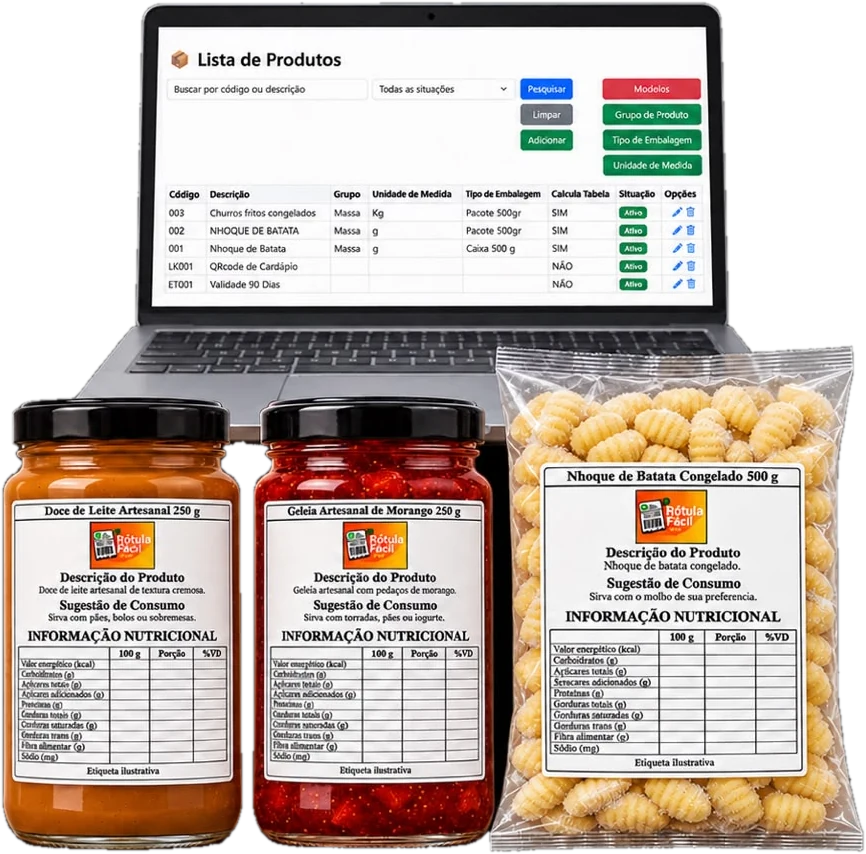 Lista de Produtos
Buscar por código ou descrição
Todas as situações
Pesquisar
Modelos
Limpar
Grupo de Produto
Adicionar
Tipo de Embalagem
Unidade de Medida
Código Descrição Grupo Unidade de Medida Tipo de Embalagem Calcula Tabela Situação Opções
003 Churros fritos congelados Massa Kg Pacote 500gr SIM Ativo
002 NHOQUE DE BATATA Massa g Pacote 500gr SIM Ativo
001 Nhoque de Batata Massa g Caixa 500 g SIM Ativo
LK001 QRcode de Cardápio NÃO Ativo
ET001 Validade 90 Dias NÃO Ativo
Doce de Leite Artesanal 250 g
Rótula
Fácil
Descrição do Produto
Doce de leite artesanal de textura cremosa.
Sugestão de Consumo
Sirva com pães, bolos ou sobremesas.
INFORMAÇÃO NUTRICIONAL
100 g Porção %VD
Valor energético (kcal)
Carboidratos (g)
Açúcares totais (g)
Açúcares adicionados (g)
Proteínas (g)
Gorduras totais (g)
Gorduras saturadas (g)
Gorduras trans (g)
Fibra alimentar (g)
Sódio (mg)
Etiqueta ilustrativa
Geleia Artesanal de Morango 250 g
Rótula
Fácil
Descrição do Produto
Geleia artesanal com pedaços de morango.
Sugestão de Consumo
Sirva com torradas, pães ou iogurte.
INFORMAÇÃO NUTRICIONAL
100 g Porção %VD
Valor energético (kcal)
Carboidratos (g)
Açúcares totais (g)
Açúcares adicionados (g)
Proteínas (g)
Gorduras totais (g)
Gorduras saturadas (g)
Gorduras trans (g)
Fibra alimentar (g)
Sódio (mg)
Etiqueta ilustrativa
Nhoque de Batata Congelado 500 g
Rótula
Fácil
Descrição do Produto
Nhoque de batata congelado.
Sugestão de Consumo
Sirva com o molho de sua preferencia.
INFORMAÇÃO NUTRICIONAL
100 g Porção %VD
Valor energético (kcal)
Carboidratos (g)
Açúcares totais (g)
adicionados (g)
Proteinas (g)
Gorduras totais (g)
Gorduras saturadas (g)
Gorduras trans (g)
Fibra alimentar (g)
Sódio (mg)
Etiqueta ilustrativa